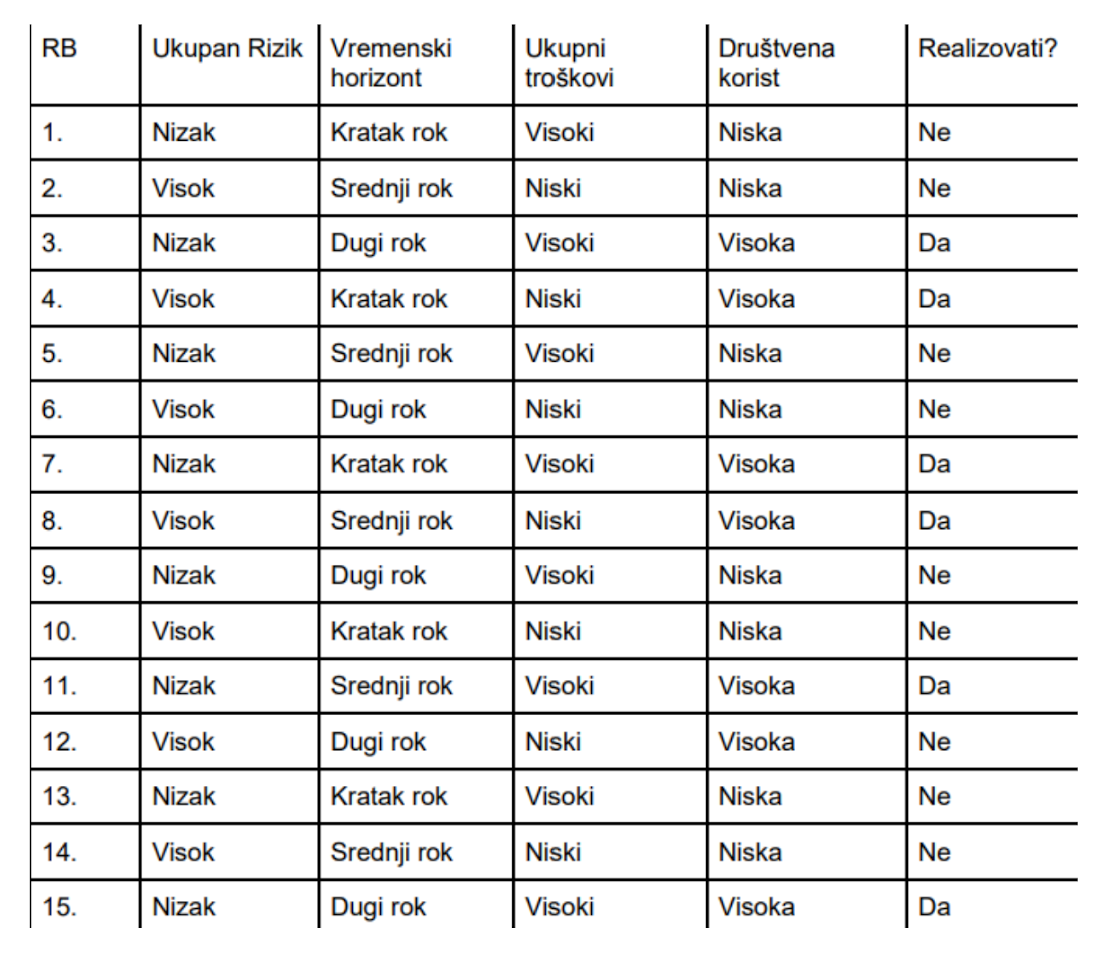 RB Ukupan Rizik Vremenski horizont Ukupni troškovi Društvena korist Realizovati?
1. Nizak Kratak rok Visoki Niska Ne
2. Visok Srednji rok Niski Niska Ne
3. Nizak Dugi rok Visoki Visoka Da
4. Visok Kratak rok Niski Visoka Da
5. Nizak Srednji rok Visoki Niska Ne
6. Visok Dugi rok Niski Niska Ne
7. Nizak Kratak rok Visoki Visoka Da
8. Visok Srednji rok Niski Visoka Da
9. Nizak Dugi rok Visoki Niska Ne
10. Visok Kratak rok Niski Niska Ne
11. Nizak Srednji rok Visoki Visoka Da
12. Visok Dugi rok Niski Visoka Ne
13. Nizak Kratak rok Visoki Niska Ne
14. Visok Srednji rok Niski Niska Ne
15. Nizak Dugi rok Visoki Visoka Da